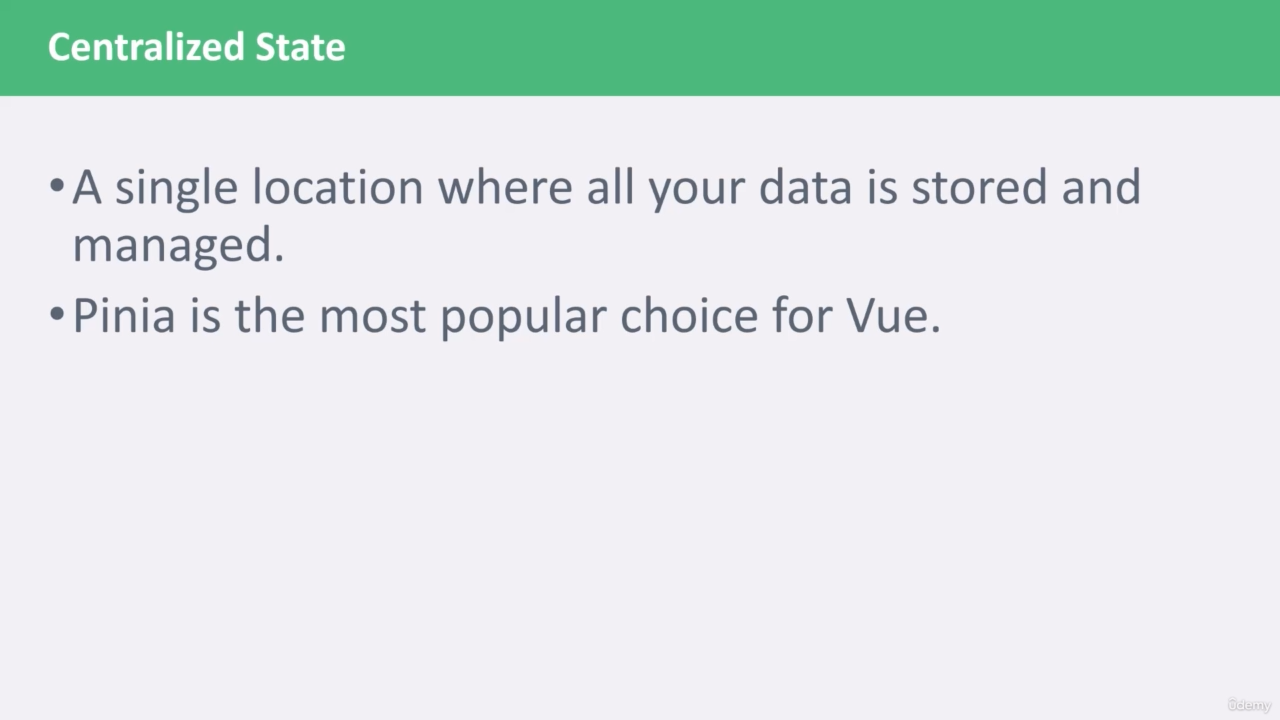 Centralized State
•A single location where all your data is stored and
managed.
•Pinia is the most popular choice for Vue.
ûdemy